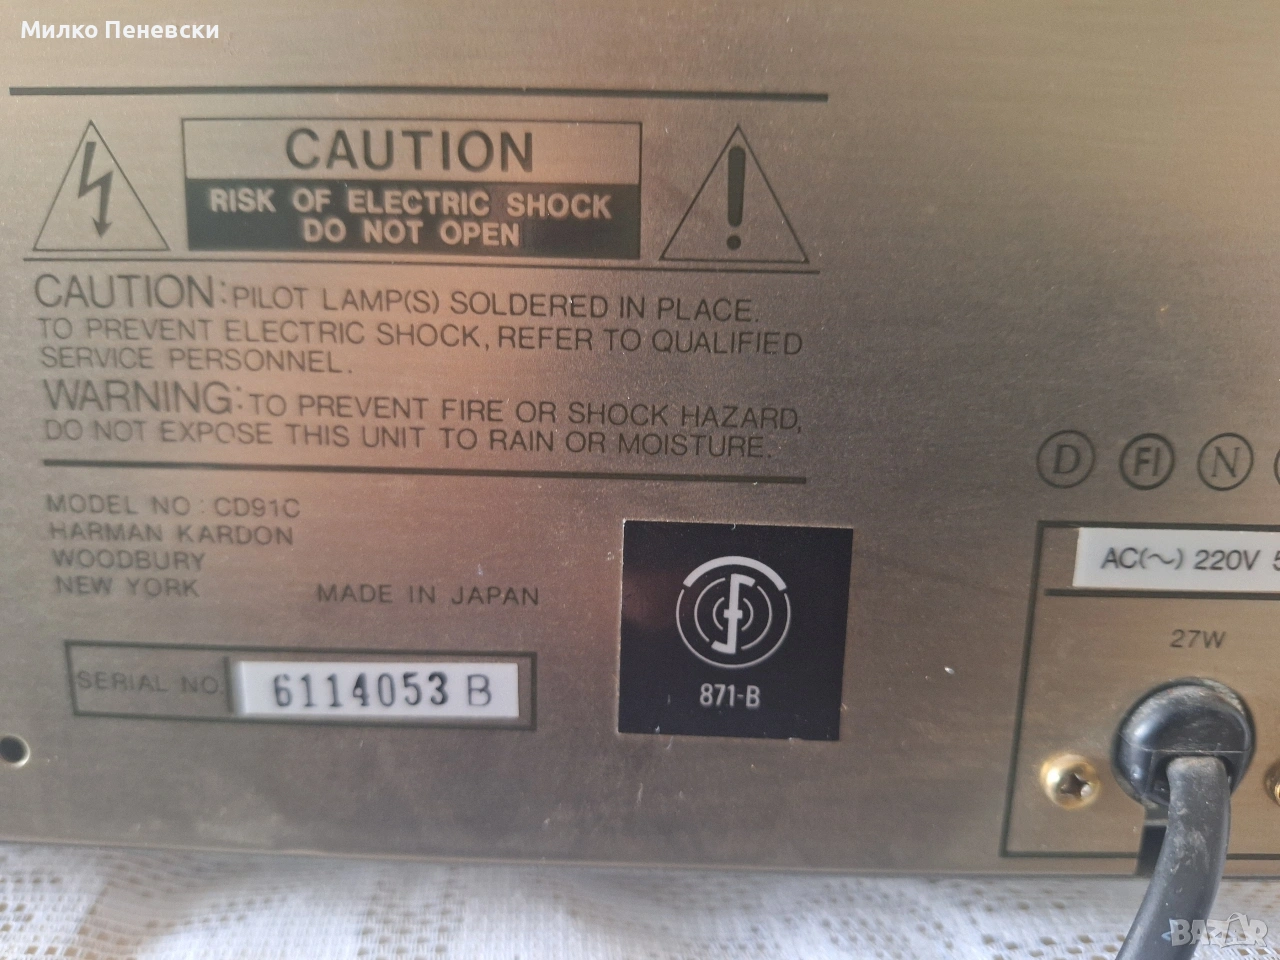 Милко Пеневски
CAUTION
RISK OF ELECTRIC SHOCK
DO NOT OPEN
CAUTION: PILOT LAMP(S) SOLDERED IN PLACE.
TO PREVENT ELECTRIC SHOCK, REFER TO QUALIFIED
SERVICE PERSONNEL.
WARNING: TO PREVENT FIRE OR SHOCK HAZARD,
DO NOT EXPOSE THIS UNIT TO RAIN OR MOISTURE.
MODEL NO : CD91C
HARMAN KARDON
WOODBURY
NEW YORK
MADE IN JAPAN
SERIAL NO. 6114053 B
871-B
D FI N
AC(~) 220V 5
27W
BAZAR